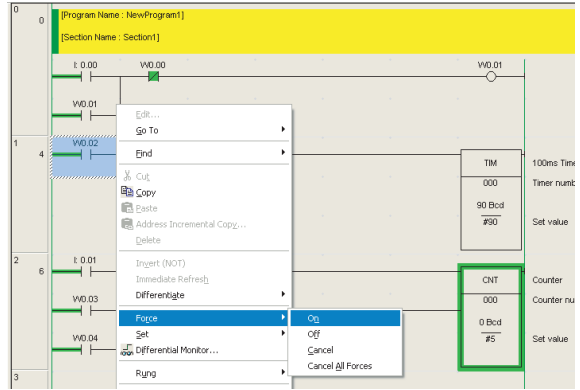 0
0
[Program Name : NewProgram1]
[Section Name : Section1]
I: 0.00
W0.00
W0.01
W0.01
1
4
W0.02
TIM
100ms Time
000
Timer numb
90 Bcd
#90
Set value
2
6
I: 0.01
CNT
Counter
W0.03
000
Counter nu
0 Bcd
W0.04
#5
Set value
3
Edit...
Go To
Find
Cut
Copy
Paste
Address Incremental Copy...
Delete
Invert (NOT)
Immediate Refresh
Differentiate
Force
Set
Differential Monitor...
Rung
On
Off
Cancel
Cancel All Forces